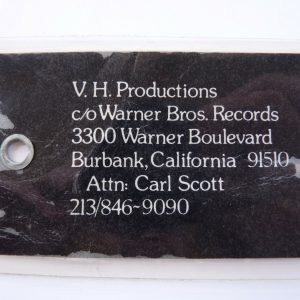 V. H. Productions
c/o Warner Bros. Records
3300 Warner Boulevard
Burbank, California 91510
Attn: Carl Scott
213/846-9090